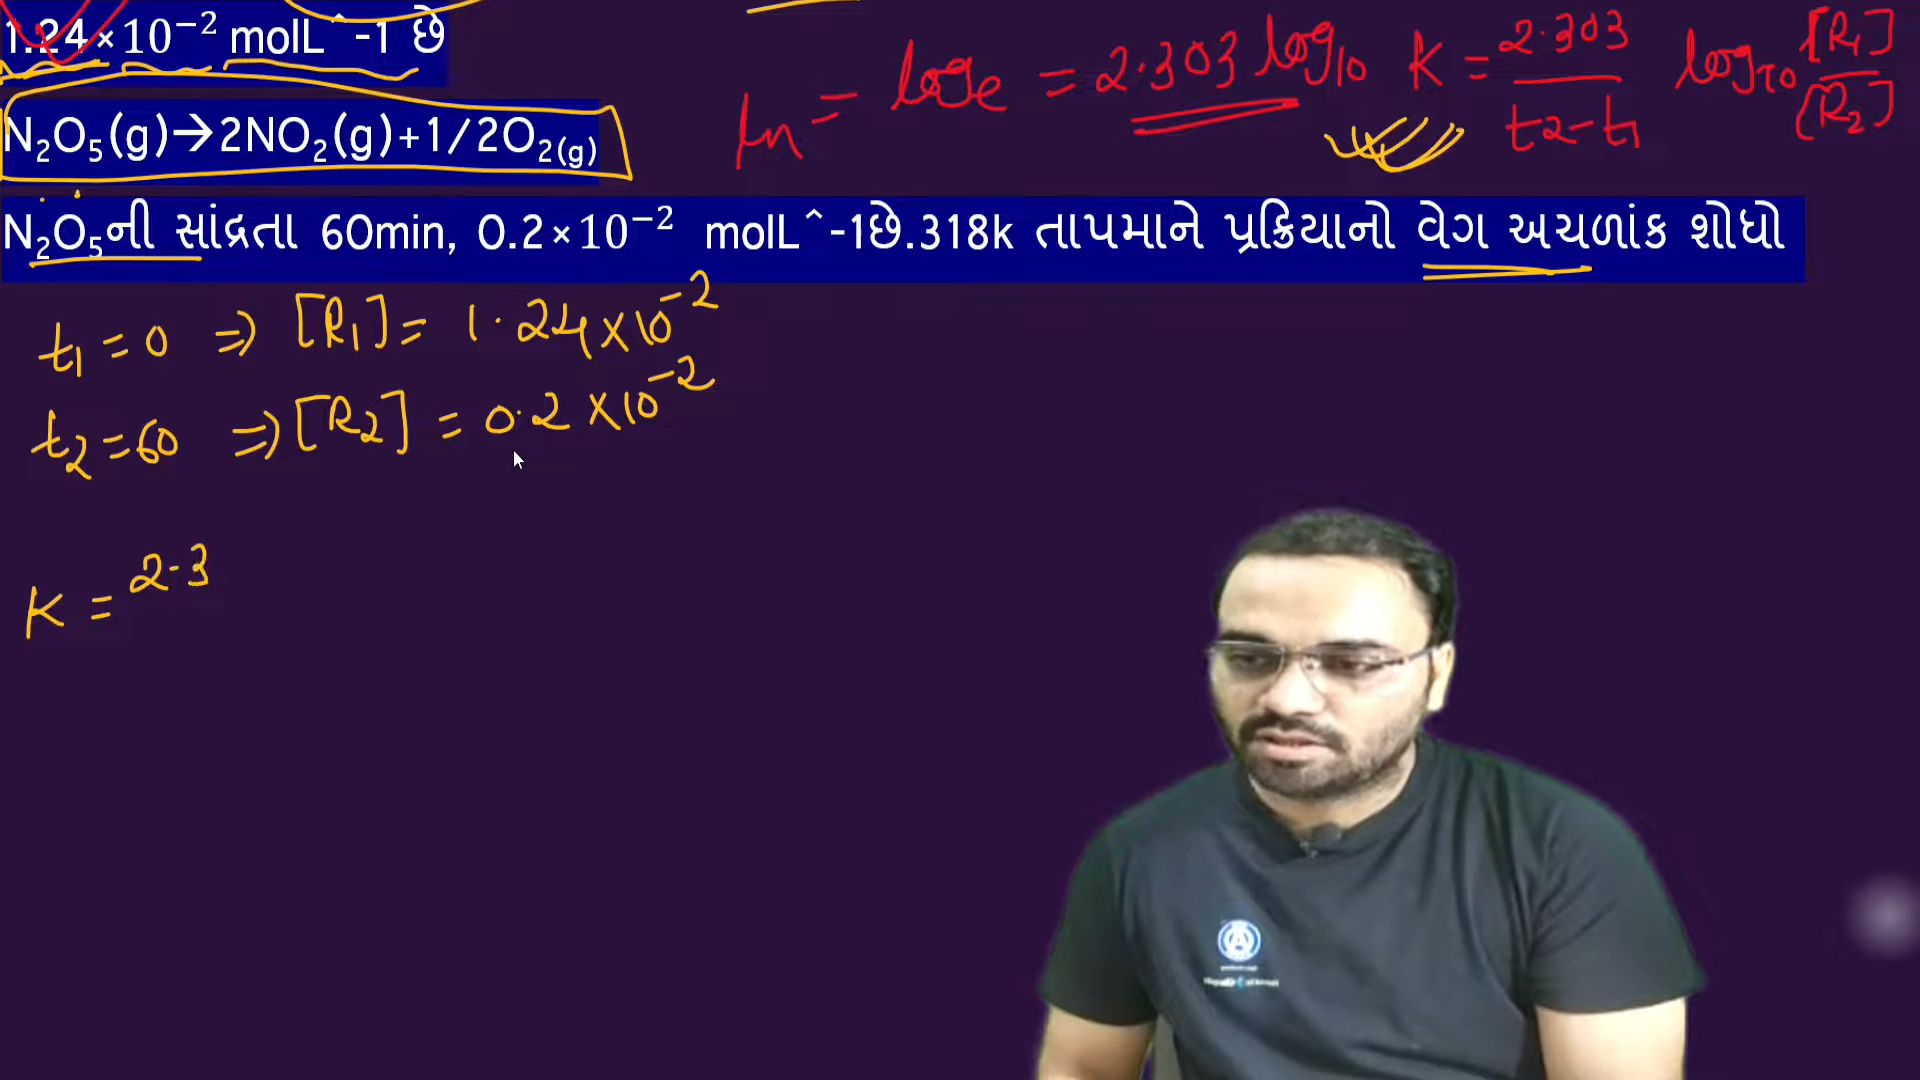 1.24×10⁻² molL^-1 છે
ln = logₑ = 2.303 log₁₀ K = 2.303 / t2-t1 log₁₀ [R₁] / [R₂]
N₂O₅(g)→2NO₂(g)+1/2O₂(g)
N₂O₅ની સાંદ્રતા 60min, 0.2×10⁻² molL^-1છે.318k તાપમાને પ્રક્રિયાનો વેગ અચળાંક શોધો
t₁ = 0 ⇒ [R₁] = 1.24×10⁻²
t₂ = 60 ⇒ [R₂] = 0.2×10⁻²
K = 2.3